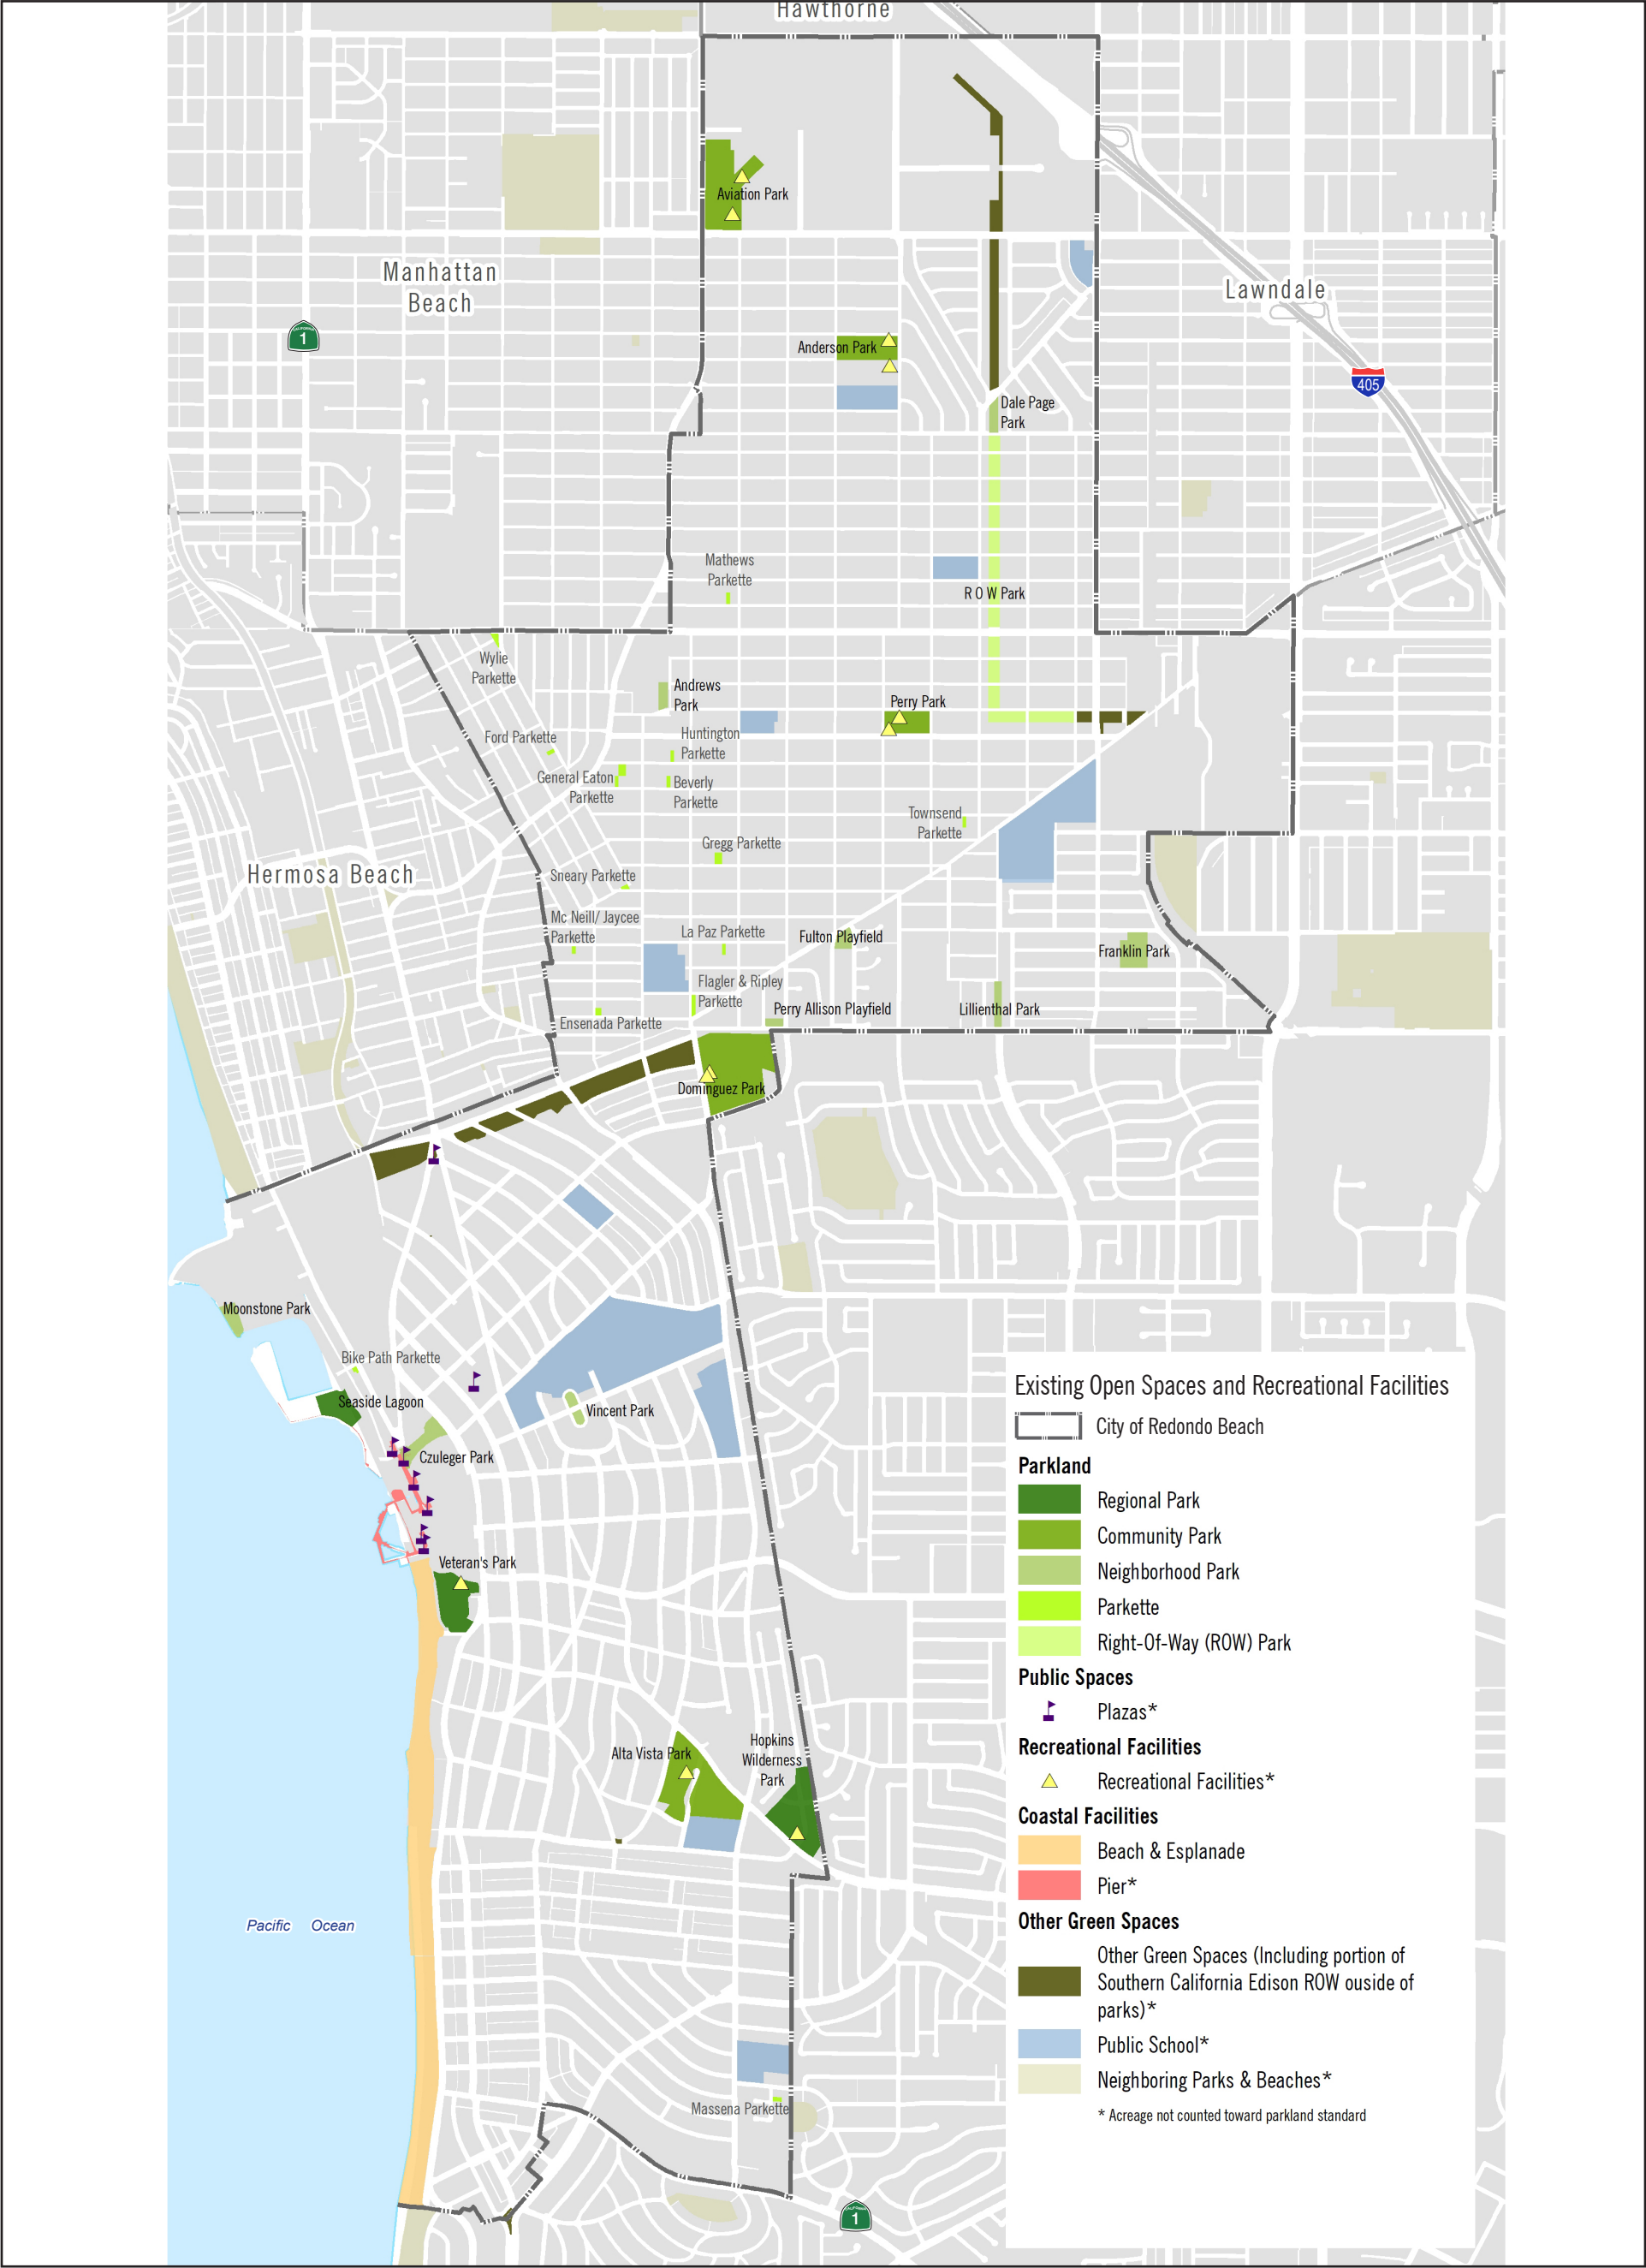 Hawthorne
Aviation Park
Manhattan
Beach
Lawndale
CALIFORNIA
1
Anderson Park
405
Dale Page
Park
Mathews
Parkette
R O W Park
Wylie
Parkette
Andrews
Park
Perry Park
Ford Parkette
Huntington
Parkette
General Eaton
Parkette
Beverly
Parkette
Townsend
Parkette
Gregg Parkette
Hermosa Beach
Sneary Parkette
Mc Neill/ Jaycee
Parkette
La Paz Parkette
Fulton Playfield
Franklin Park
Flagler & Ripley
Parkette
Perry Allison Playfield
Lillienthal Park
Ensenada Parkette
Dominguez Park
Moonstone Park
Bike Path Parkette
Seaside Lagoon
Vincent Park
Czuleger Park
Veteran's Park
Alta Vista Park
Hopkins
Wilderness
Park
Pacific Ocean
Massena Parkette
CALIFORNIA
1
Existing Open Spaces and Recreational Facilities
City of Redondo Beach
Parkland
Regional Park
Community Park
Neighborhood Park
Parkette
Right-Of-Way (ROW) Park
Public Spaces
Plazas*
Recreational Facilities
Recreational Facilities*
Coastal Facilities
Beach & Esplanade
Pier*
Other Green Spaces
Other Green Spaces (Including portion of
Southern California Edison ROW ouside of
parks)*
Public School*
Neighboring Parks & Beaches*
* Acreage not counted toward parkland standard